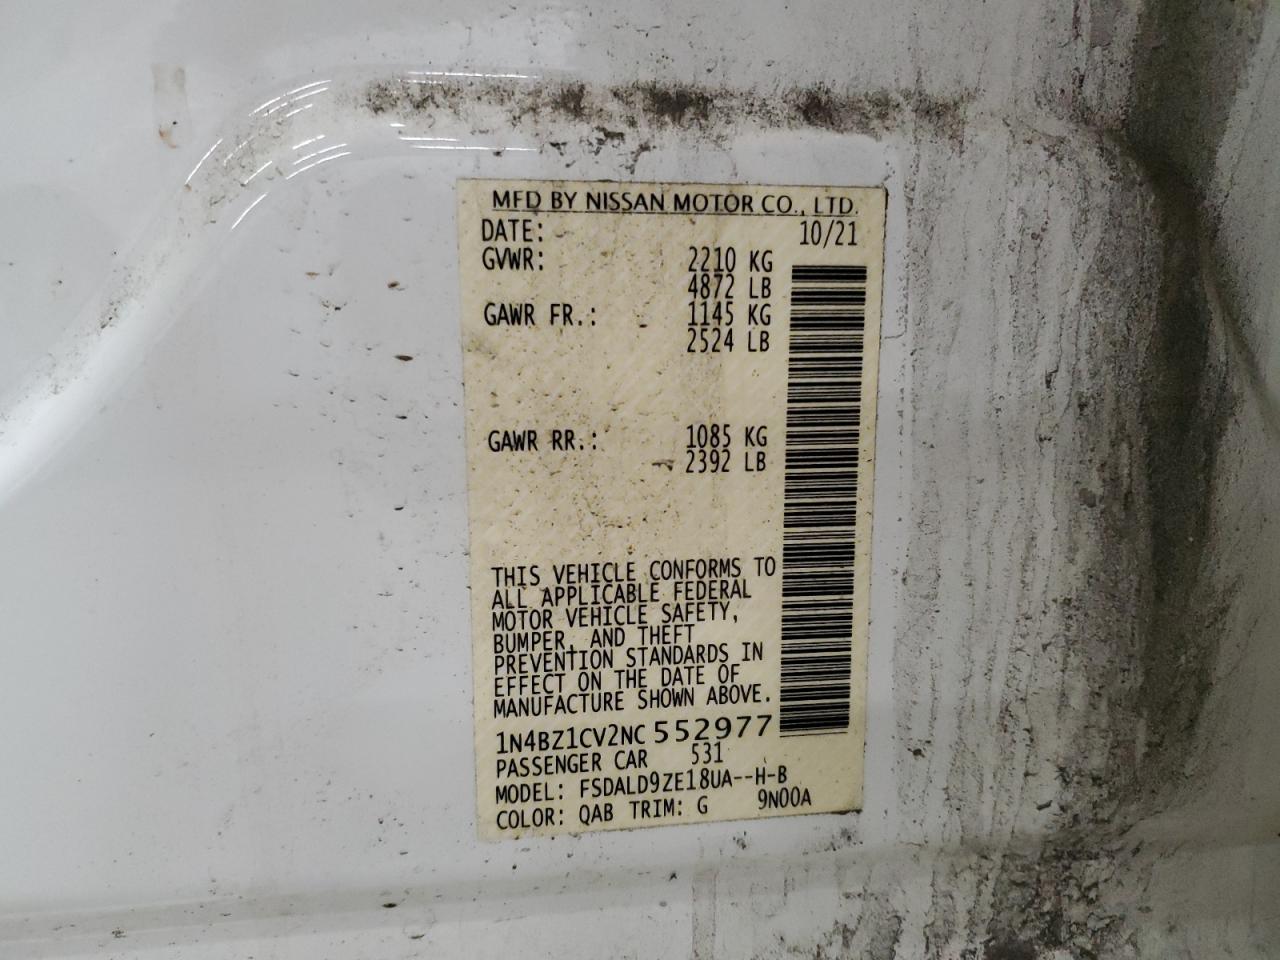 MFD BY NISSAN MOTOR CO., LTD.
DATE: 10/21
GVWR: 2210 KG
4872 LB
GAWR FR.: 1145 KG
2524 LB
GAWR RR.: 1085 KG
2392 LB
THIS VEHICLE CONFORMS TO
ALL APPLICABLE FEDERAL
MOTOR VEHICLE SAFETY,
BUMPER, AND THEFT
PREVENTION STANDARDS IN
EFFECT ON THE DATE OF
MANUFACTURE SHOWN ABOVE.
1N4BZ1CV2NC552977
PASSENGER CAR 531
MODEL: FSDALD9ZE18UA--H-B
COLOR: QAB TRIM: G 9N00A